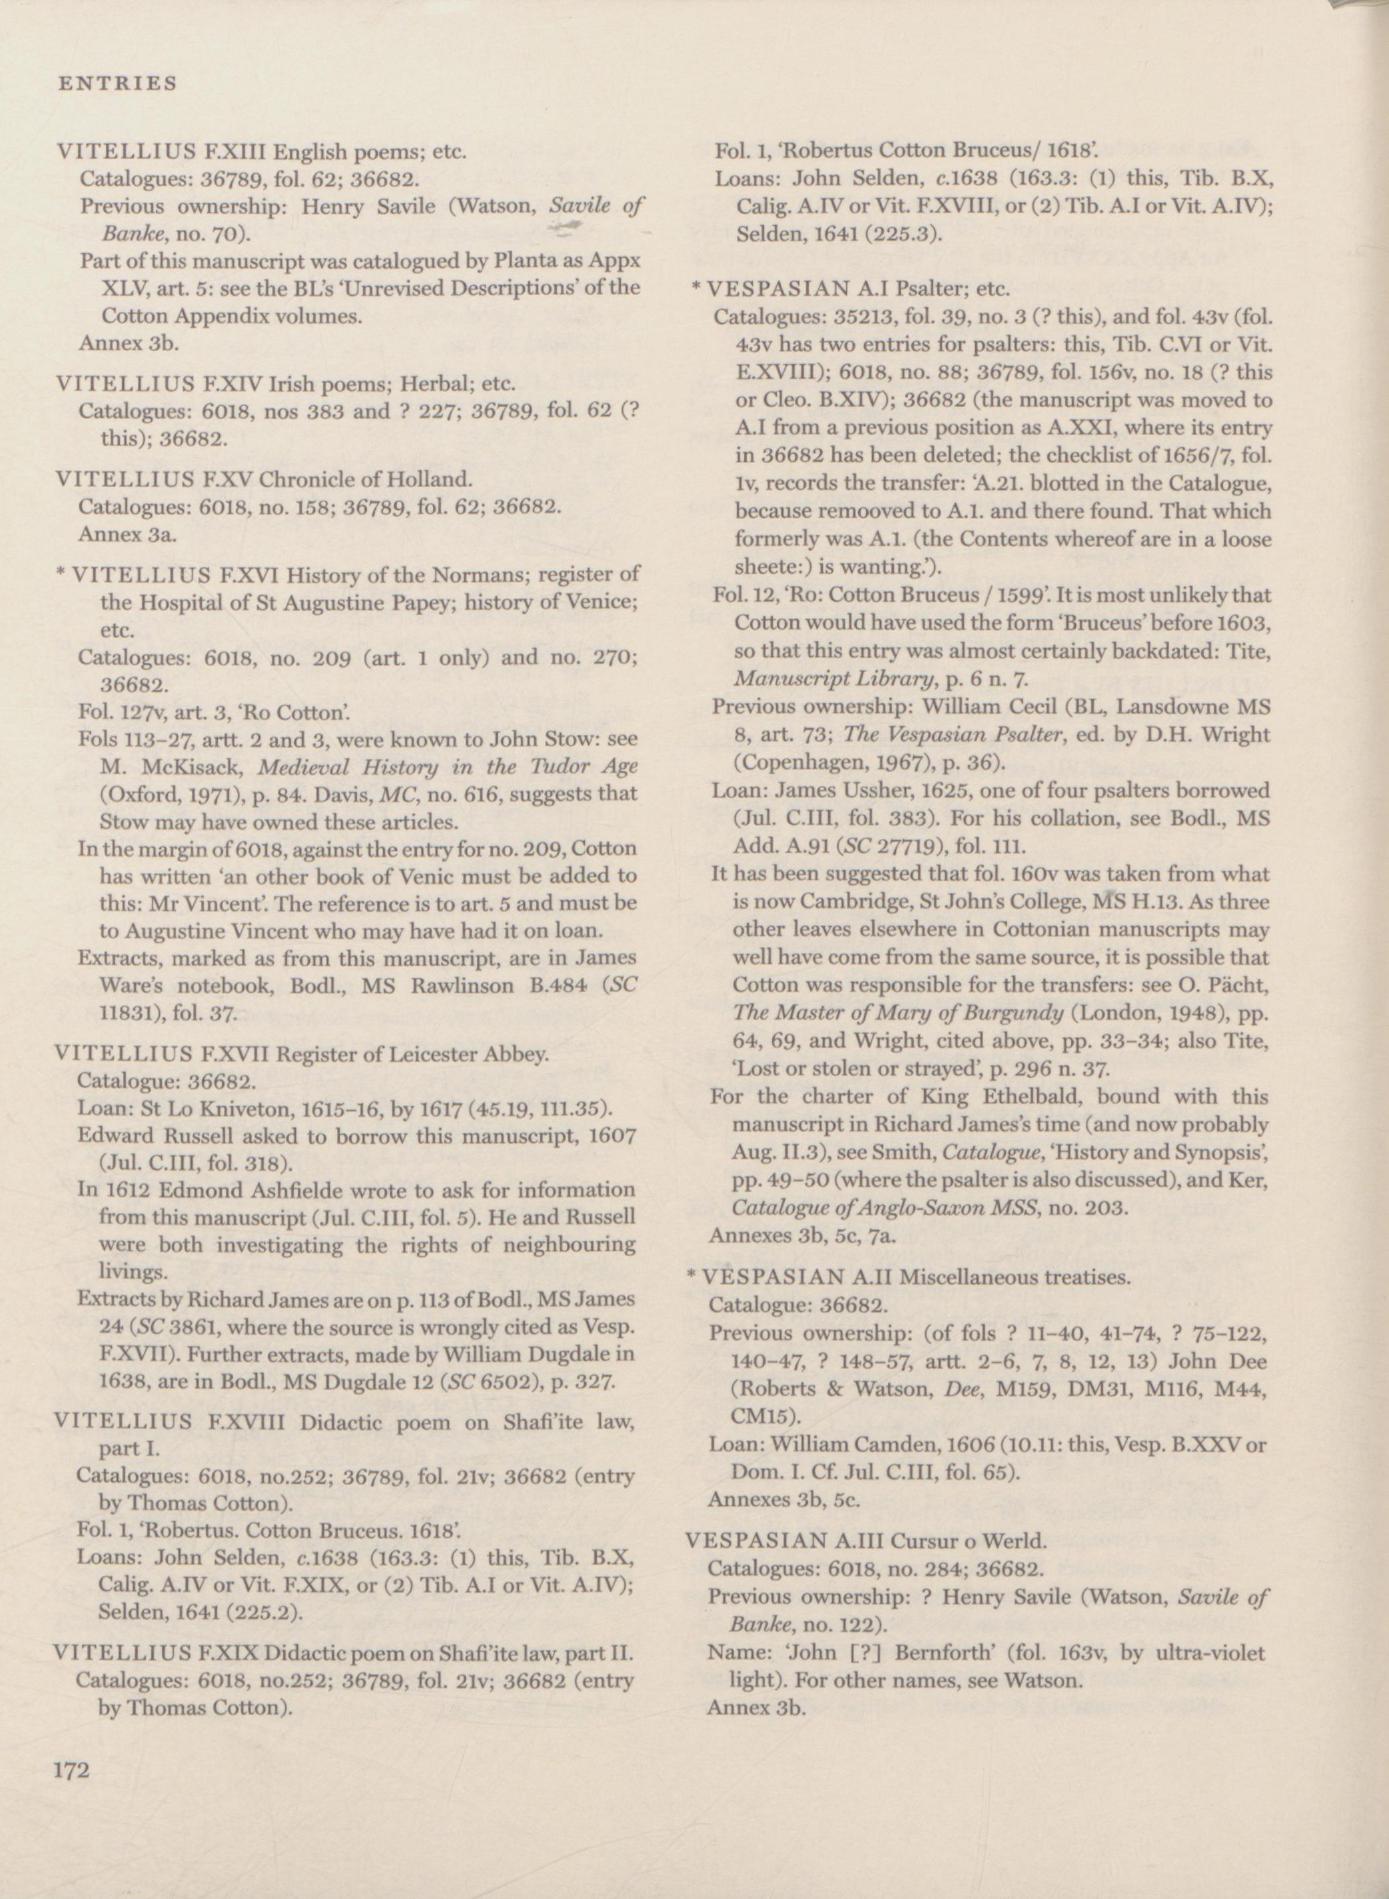 ENTRIES
VITELLIUS F.XIII English poems; etc.
Catalogues: 36789, fol. 62; 36682.
Previous ownership: Henry Savile (Watson, Savile of
Banke, no. 70).
Part of this manuscript was catalogued by Planta as Appx
XLV, art. 5: see the BL's 'Unrevised Descriptions' of the
Cotton Appendix volumes.
Annex 3b.
VITELLIUS F.XIV Irish poems; Herbal; etc.
Catalogues: 6018, nos 383 and ? 227; 36789, fol. 62 (?
this); 36682.
VITELLIUS F.XV Chronicle of Holland.
Catalogues: 6018, no. 158; 36789, fol. 62; 36682.
Annex 3a.
* VITELLIUS F.XVI History of the Normans; register of
the Hospital of St Augustine Papey; history of Venice;
etc.
Catalogues: 6018, no. 209 (art. 1 only) and no. 270;
36682.
Fol. 127v, art. 3, 'Ro Cotton'.
Fols 113–27, artt. 2 and 3, were known to John Stow: see
M. McKisack, Medieval History in the Tudor Age
(Oxford, 1971), p. 84. Davis, MC, no. 616, suggests that
Stow may have owned these articles.
In the margin of 6018, against the entry for no. 209, Cotton
has written 'an other book of Venic must be added to
this: Mr Vincent'. The reference is to art. 5 and must be
to Augustine Vincent who may have had it on loan.
Extracts, marked as from this manuscript, are in James
Ware's notebook, Bodl., MS Rawlinson B.484 (SC
11831), fol. 37.
VITELLIUS F.XVII Register of Leicester Abbey.
Catalogue: 36682.
Loan: St Lo Kniveton, 1615–16, by 1617 (45.19, 111.35).
Edward Russell asked to borrow this manuscript, 1607
(Jul. C.III, fol. 318).
In 1612 Edmond Ashfielde wrote to ask for information
from this manuscript (Jul. C.III, fol. 5). He and Russell
were both investigating the rights of neighbouring
livings.
Extracts by Richard James are on p. 113 of Bodl., MS James
24 (SC 3861, where the source is wrongly cited as Vesp.
F.XVII). Further extracts, made by William Dugdale in
1638, are in Bodl., MS Dugdale 12 (SC 6502), p. 327.
VITELLIUS F.XVIII Didactic poem on Shafi'ite law,
part I.
Catalogues: 6018, no.252; 36789, fol. 21v; 36682 (entry
by Thomas Cotton).
Fol. 1, 'Robertus. Cotton Bruceus. 1618'.
Loans: John Selden, c.1638 (163.3: (1) this, Tib. B.X,
Calig. A.IV or Vit. F.XIX, or (2) Tib. A.I or Vit. A.IV);
Selden, 1641 (225.2).
VITELLIUS F.XIX Didactic poem on Shafi'ite law, part II.
Catalogues: 6018, no.252; 36789, fol. 21v; 36682 (entry
by Thomas Cotton).
Fol. 1, 'Robertus Cotton Bruceus/ 1618'.
Loans: John Selden, c.1638 (163.3: (1) this, Tib. B.X,
Calig. A.IV or Vit. F.XVIII, or (2) Tib. A.I or Vit. A.IV);
Selden, 1641 (225.3).
* VESPASIAN A.I Psalter; etc.
Catalogues: 35213, fol. 39, no. 3 (? this), and fol. 43v (fol.
43v has two entries for psalters: this, Tib. C.VI or Vit.
E.XVIII); 6018, no. 88; 36789, fol. 156v, no. 18 (? this
or Cleo. B.XIV); 36682 (the manuscript was moved to
A.I from a previous position as A.XXI, where its entry
in 36682 has been deleted; the checklist of 1656/7, fol.
1v, records the transfer: 'A.21. blotted in the Catalogue,
because remooved to A.1. and there found. That which
formerly was A.1. (the Contents whereof are in a loose
sheete:) is wanting.').
Fol. 12, 'Ro: Cotton Bruceus / 1599'. It is most unlikely that
Cotton would have used the form 'Bruceus' before 1603,
so that this entry was almost certainly backdated: Tite,
Manuscript Library, p. 6 n. 7.
Previous ownership: William Cecil (BL, Lansdowne MS
8, art. 73; The Vespasian Psalter, ed. by D.H. Wright
(Copenhagen, 1967), p. 36).
Loan: James Ussher, 1625, one of four psalters borrowed
(Jul. C.III, fol. 383). For his collation, see Bodl., MS
Add. A.91 (SC 27719), fol. 111.
It has been suggested that fol. 160v was taken from what
is now Cambridge, St John's College, MS H.13. As three
other leaves elsewhere in Cottonian manuscripts may
well have come from the same source, it is possible that
Cotton was responsible for the transfers: see O. Pächt,
The Master of Mary of Burgundy (London, 1948), pp.
64, 69, and Wright, cited above, pp. 33–34; also Tite,
'Lost or stolen or strayed', p. 296 n. 37.
For the charter of King Ethelbald, bound with this
manuscript in Richard James's time (and now probably
Aug. II.3), see Smith, Catalogue, 'History and Synopsis',
pp. 49–50 (where the psalter is also discussed), and Ker,
Catalogue of Anglo-Saxon MSS, no. 203.
Annexes 3b, 5c, 7a.
* VESPASIAN A.II Miscellaneous treatises.
Catalogue: 36682.
Previous ownership: (of fols ? 11–40, 41–74, ? 75–122,
140–47, ? 148–57, artt. 2–6, 7, 8, 12, 13) John Dee
(Roberts & Watson, Dee, M159, DM31, M116, M44,
CM15).
Loan: William Camden, 1606 (10.11: this, Vesp. B.XXV or
Dom. I. Cf. Jul. C.III, fol. 65).
Annexes 3b, 5c.
VESPASIAN A.III Cursur o Werld.
Catalogues: 6018, no. 284; 36682.
Previous ownership: ? Henry Savile (Watson, Savile of
Banke, no. 122).
Name: 'John [?] Bernforth' (fol. 163v, by ultra-violet
light). For other names, see Watson.
Annex 3b.
172